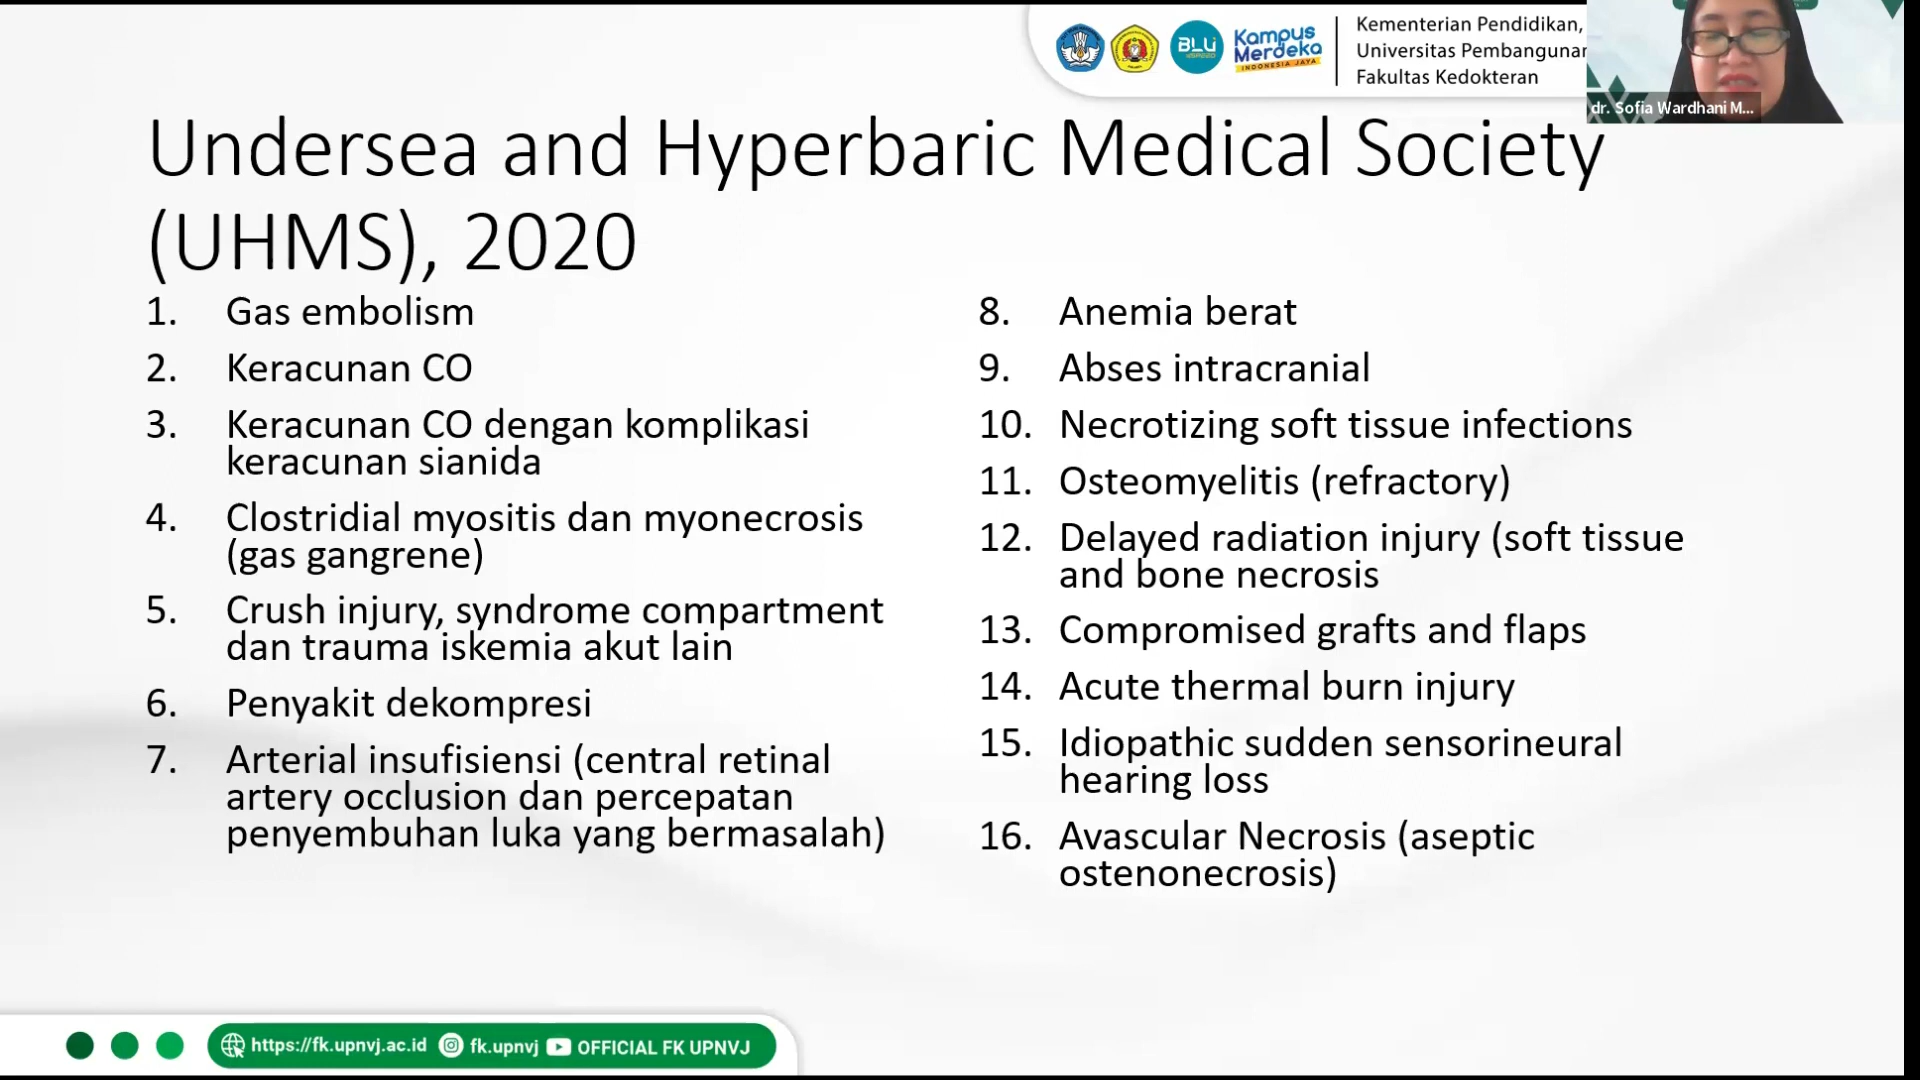 BLU
Kampus
Merdeka
INDONESIA JAYA
Kementerian Pendidikan,
Universitas Pembangunan
Fakultas Kedokteran
dr. Sofia Wardhani M...
Undersea and Hyperbaric Medical Society
(UHMS), 2020
1. Gas embolism
2. Keracunan CO
3. Keracunan CO dengan komplikasi
keracunan sianida
4. Clostridial myositis dan myonecrosis
(gas gangrene)
5. Crush injury, syndrome compartment
dan trauma iskemia akut lain
6. Penyakit dekompresi
7. Arterial insufisiensi (central retinal
artery occlusion dan percepatan
penyembuhan luka yang bermasalah)
8. Anemia berat
9. Abses intracranial
10. Necrotizing soft tissue infections
11. Osteomyelitis (refractory)
12. Delayed radiation injury (soft tissue
and bone necrosis
13. Compromised grafts and flaps
14. Acute thermal burn injury
15. Idiopathic sudden sensorineural
hearing loss
16. Avascular Necrosis (aseptic
ostenonecrosis)
https://fk.upnvj.ac.id fk.upnvj OFFICIAL FK UPNVJ